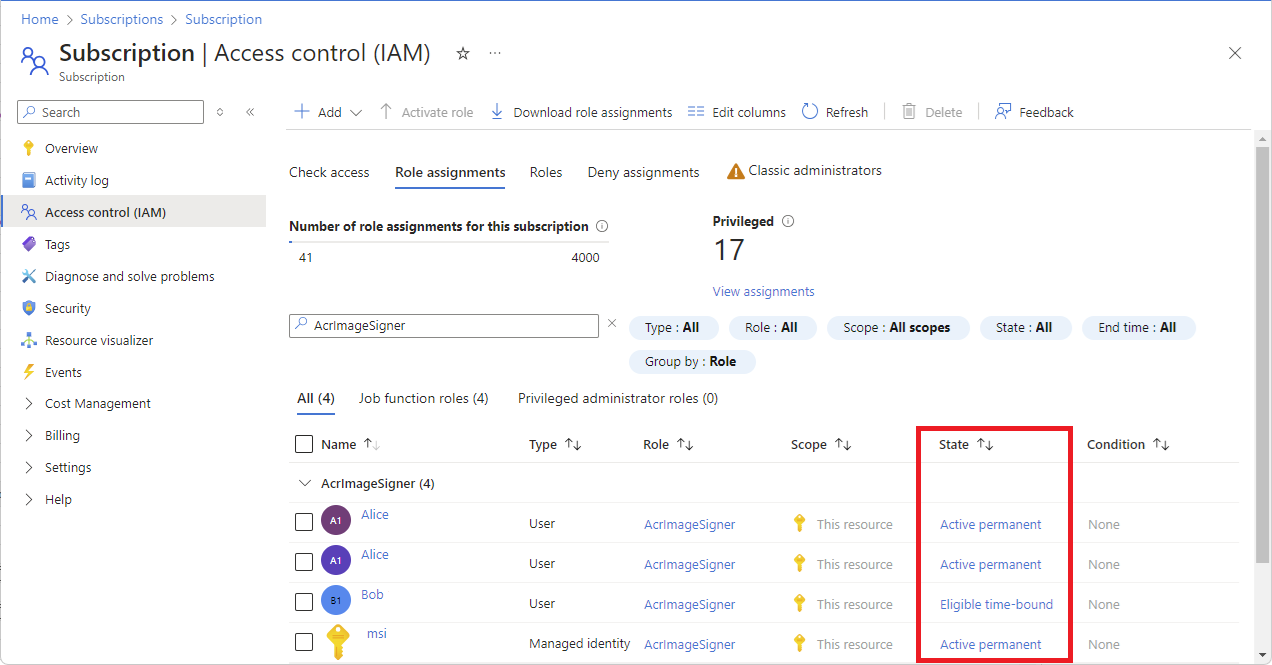 Home > Subscriptions > Subscription
Subscription | Access control (IAM)
Subscription
Search
Overview
Activity log
Access control (IAM)
Tags
Diagnose and solve problems
Security
Resource visualizer
Events
Cost Management
Billing
Settings
Help
Add Activate role Download role assignments Edit columns Refresh Delete Feedback
Check access Role assignments Roles Deny assignments Classic administrators
Number of role assignments for this subscription
41 4000
Privileged
17
View assignments
AcrImageSigner
Type : All Role : All Scope : All scopes State : All End time : All
Group by : Role
All (4) Job function roles (4) Privileged administrator roles (0)
Name Type Role Scope State Condition
AcrImageSigner (4)
A1 Alice User AcrImageSigner This resource Active permanent None
A1 Alice User AcrImageSigner This resource Active permanent None
B1 Bob User AcrImageSigner This resource Eligible time-bound None
msi Managed identity AcrImageSigner This resource Active permanent None